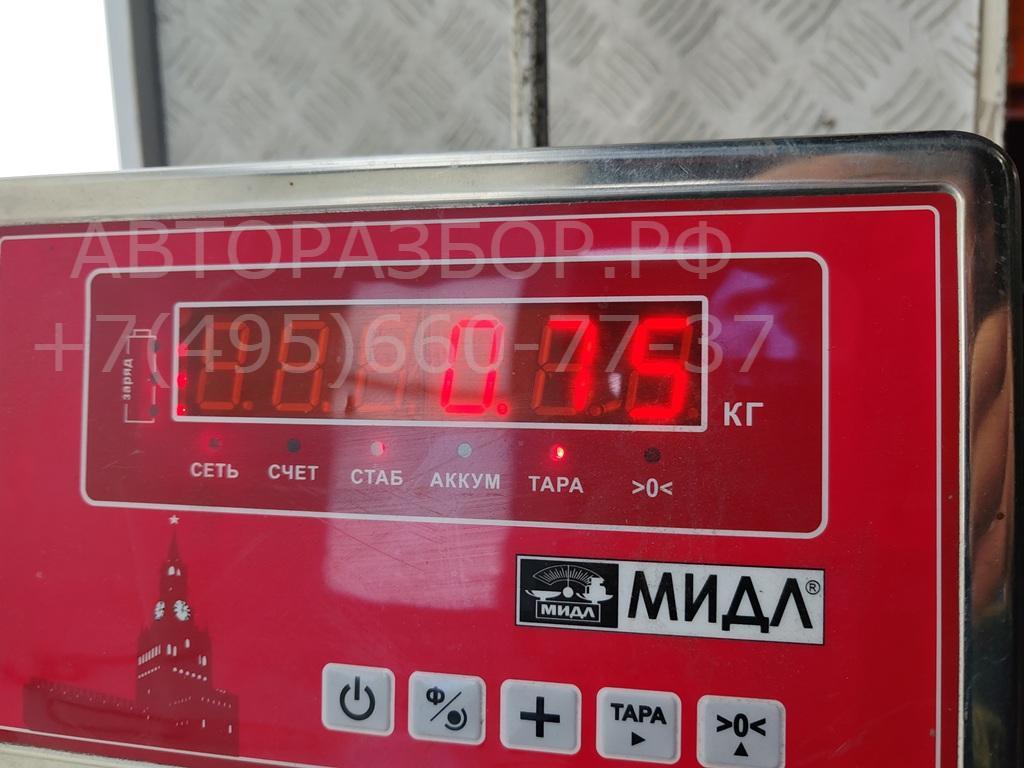 АВТОРАЗБОР.РФ
+7(495)660-77-37
заряд
0.15
КГ
СЕТЬ СЧЕТ СТАБ АККУМ ТАРА >0<
МИДЛ МИДЛ®
Ф/ + ТАРА >0<